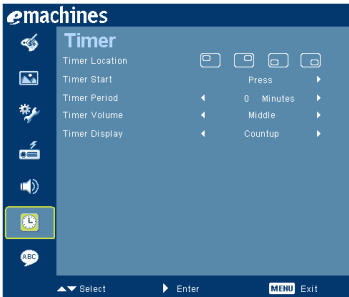 emachines
Timer
Timer Location
Timer Start Press
Timer Period 0 Minutes
Timer Volume Middle
Timer Display Countup
ABC
Select Enter MENU Exit